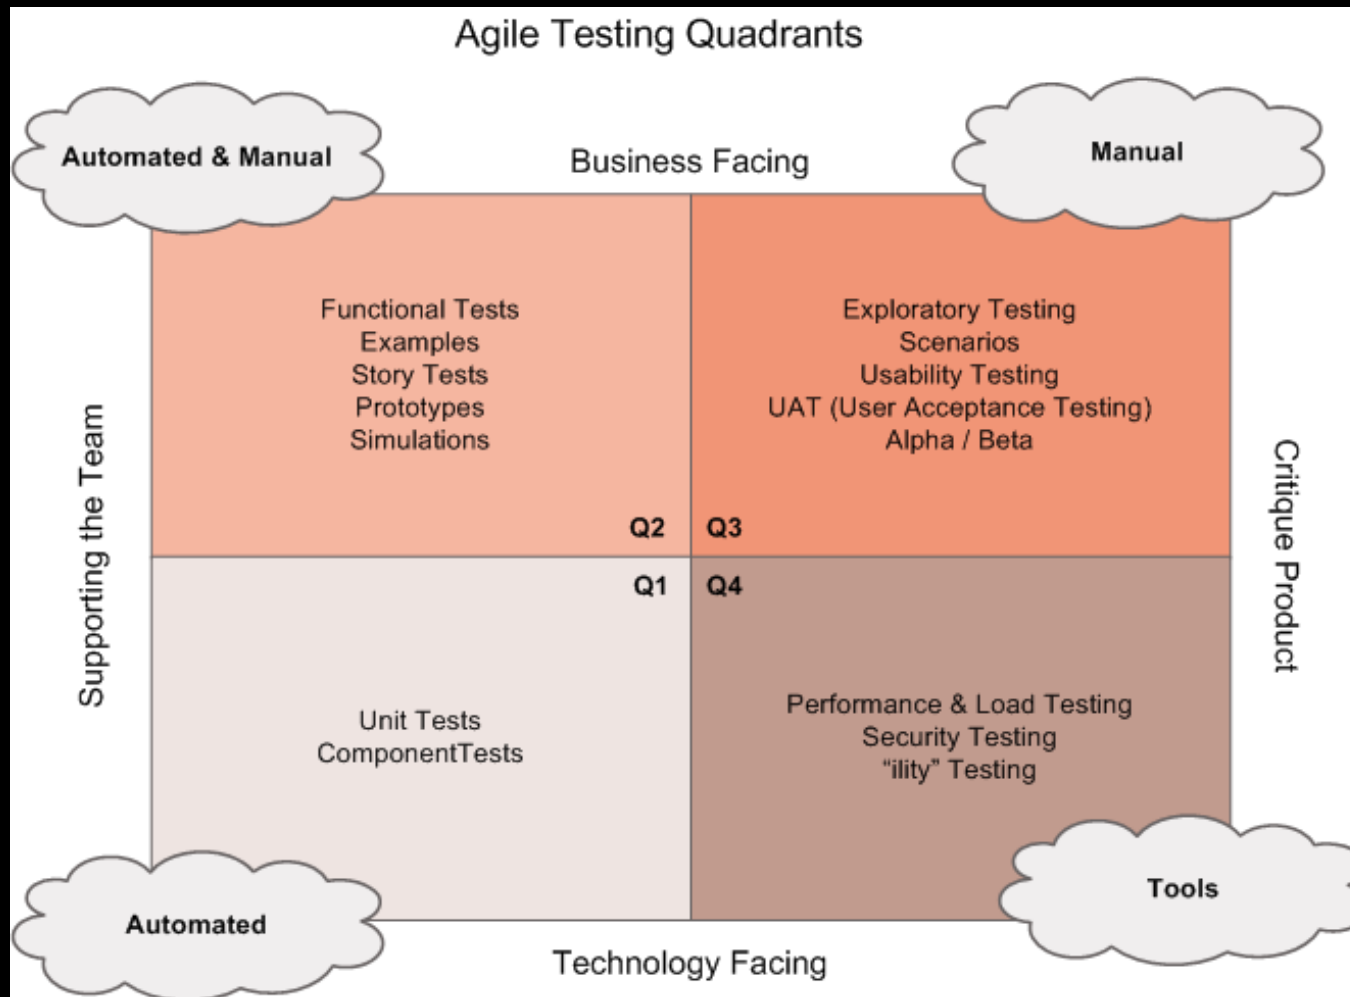 Agile Testing Quadrants
Automated & Manual
Business Facing
Manual
Functional Tests
Examples
Story Tests
Prototypes
Simulations
Q2
Exploratory Testing
Scenarios
Usability Testing
UAT (User Acceptance Testing)
Alpha / Beta
Q3
Supporting the Team
Critique Product
Q1
Unit Tests
ComponentTests
Q4
Performance & Load Testing
Security Testing
“ility” Testing
Automated
Technology Facing
Tools